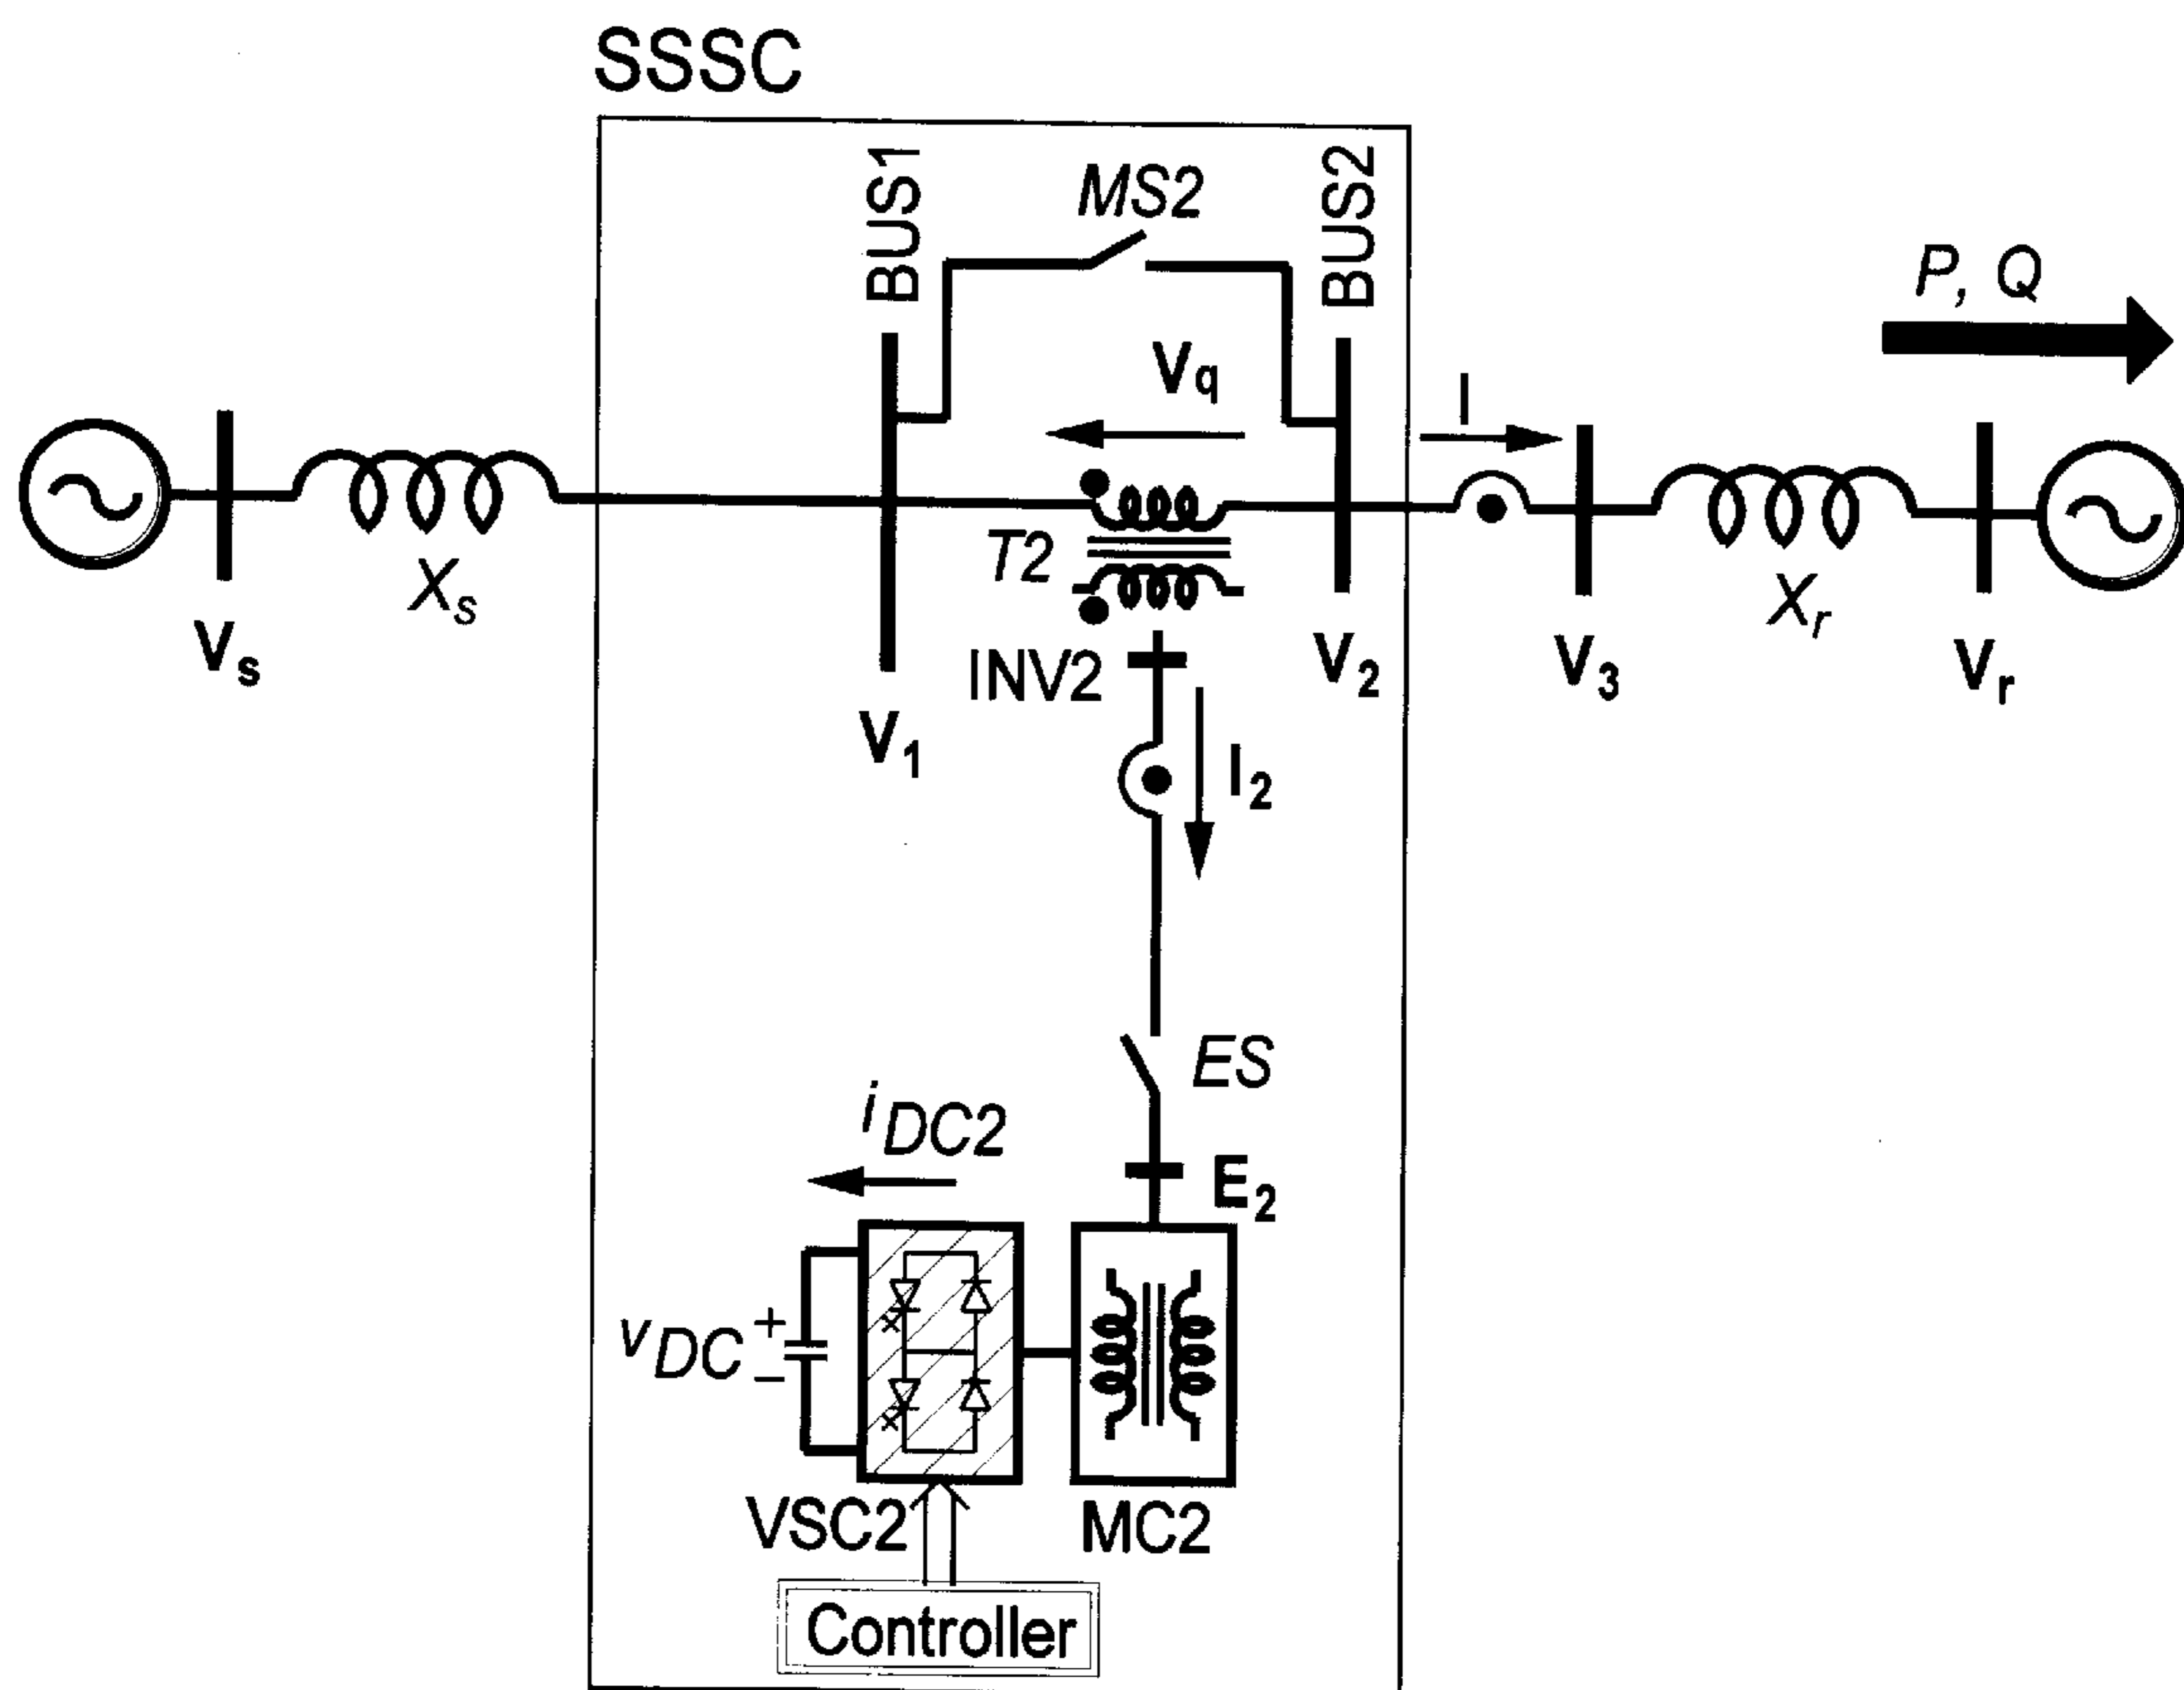 SSSC
BUS1
MS2
BUS2
P, Q
Vq
I
T2
Xs
Xr
Vs
INV2
V1
V2
V3
Vr
I2
ES
iDC2
E2
vDC
+
−
VSC2
MC2
Controller